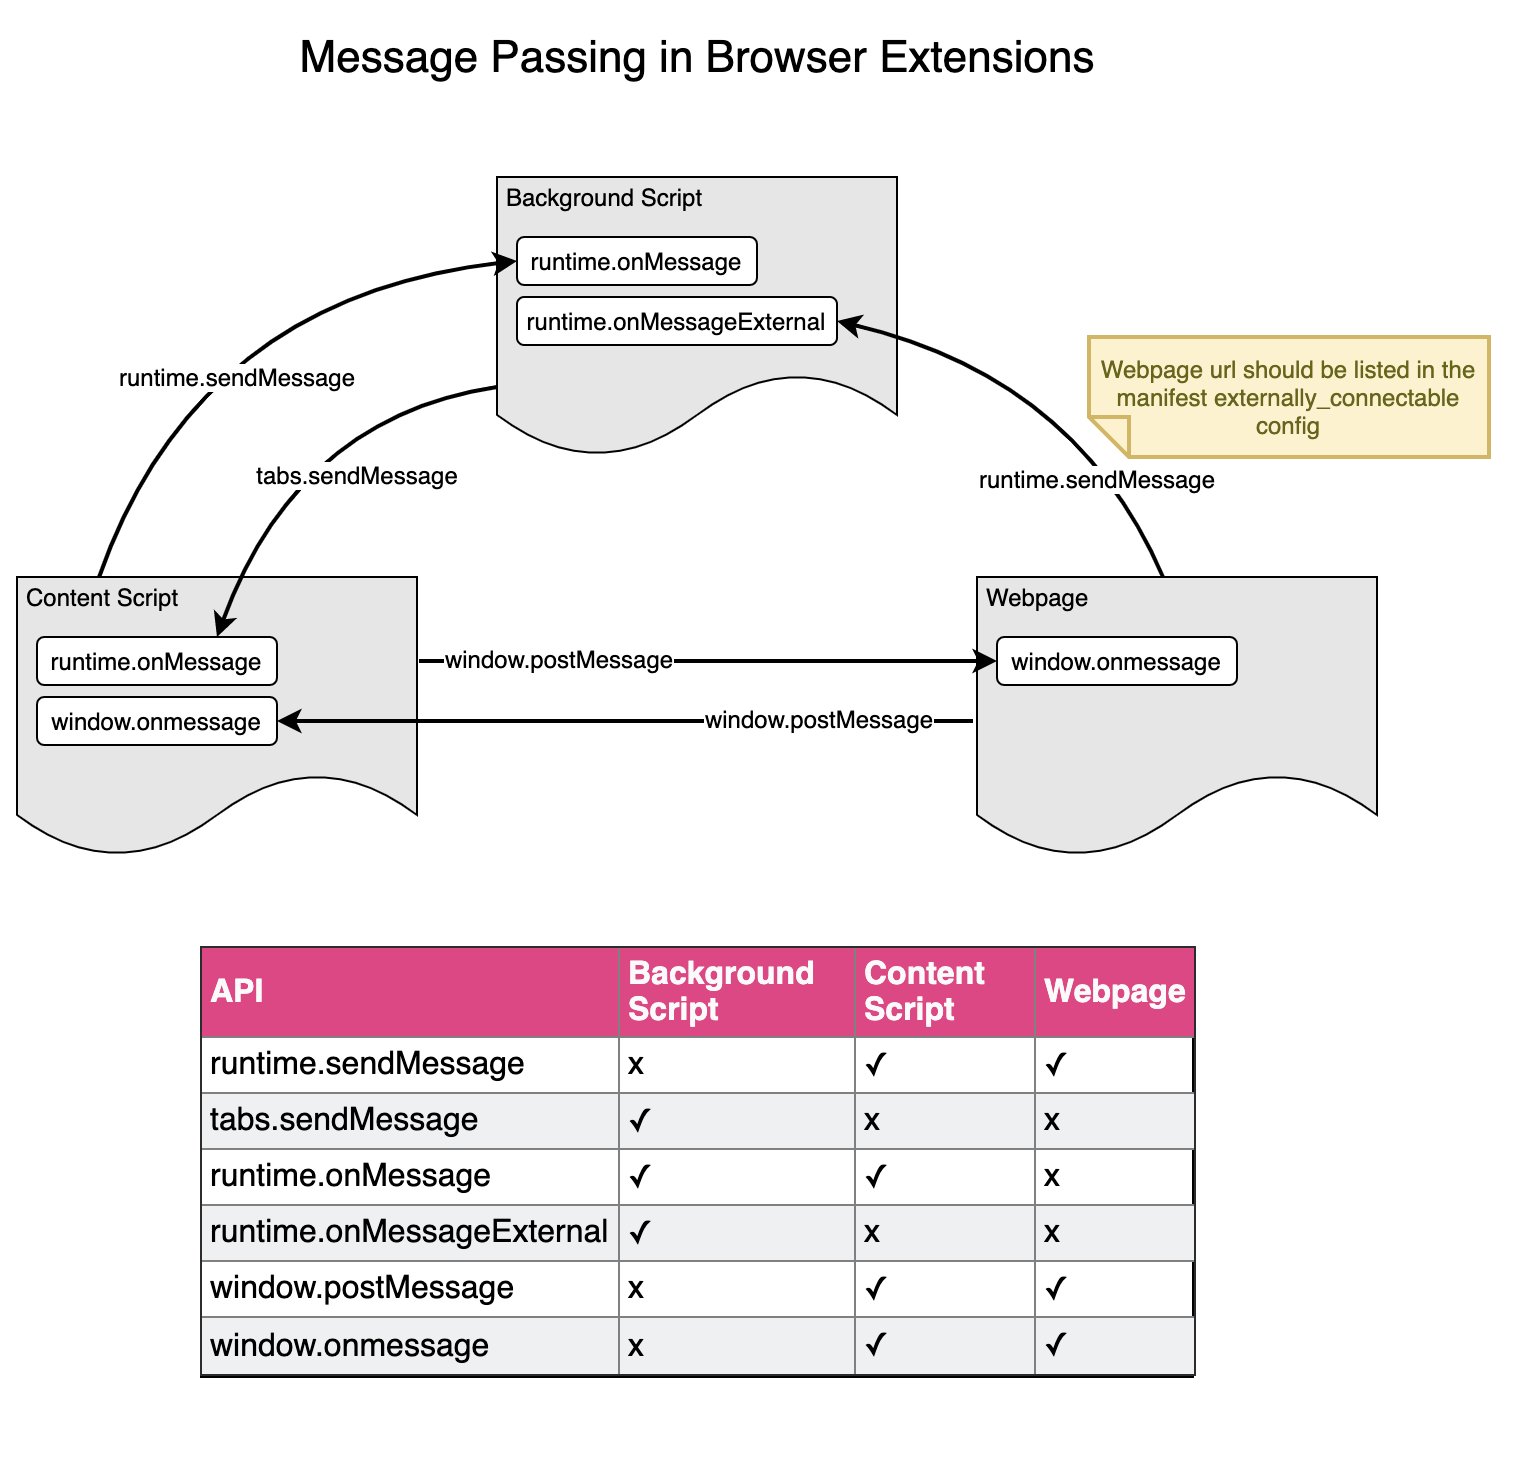 Message Passing in Browser Extensions
Background Script
runtime.onMessage
runtime.onMessageExternal
runtime.sendMessage
tabs.sendMessage
Webpage url should be listed in the
manifest externally_connectable
config
runtime.sendMessage
Content Script
runtime.onMessage
window.onmessage
window.postMessage
window.postMessage
Webpage
window.onmessage
API Background Script Content Script Webpage
runtime.sendMessage x ✓ ✓
tabs.sendMessage ✓ x x
runtime.onMessage ✓ ✓ x
runtime.onMessageExternal ✓ x x
window.postMessage x ✓ ✓
window.onmessage x ✓ ✓